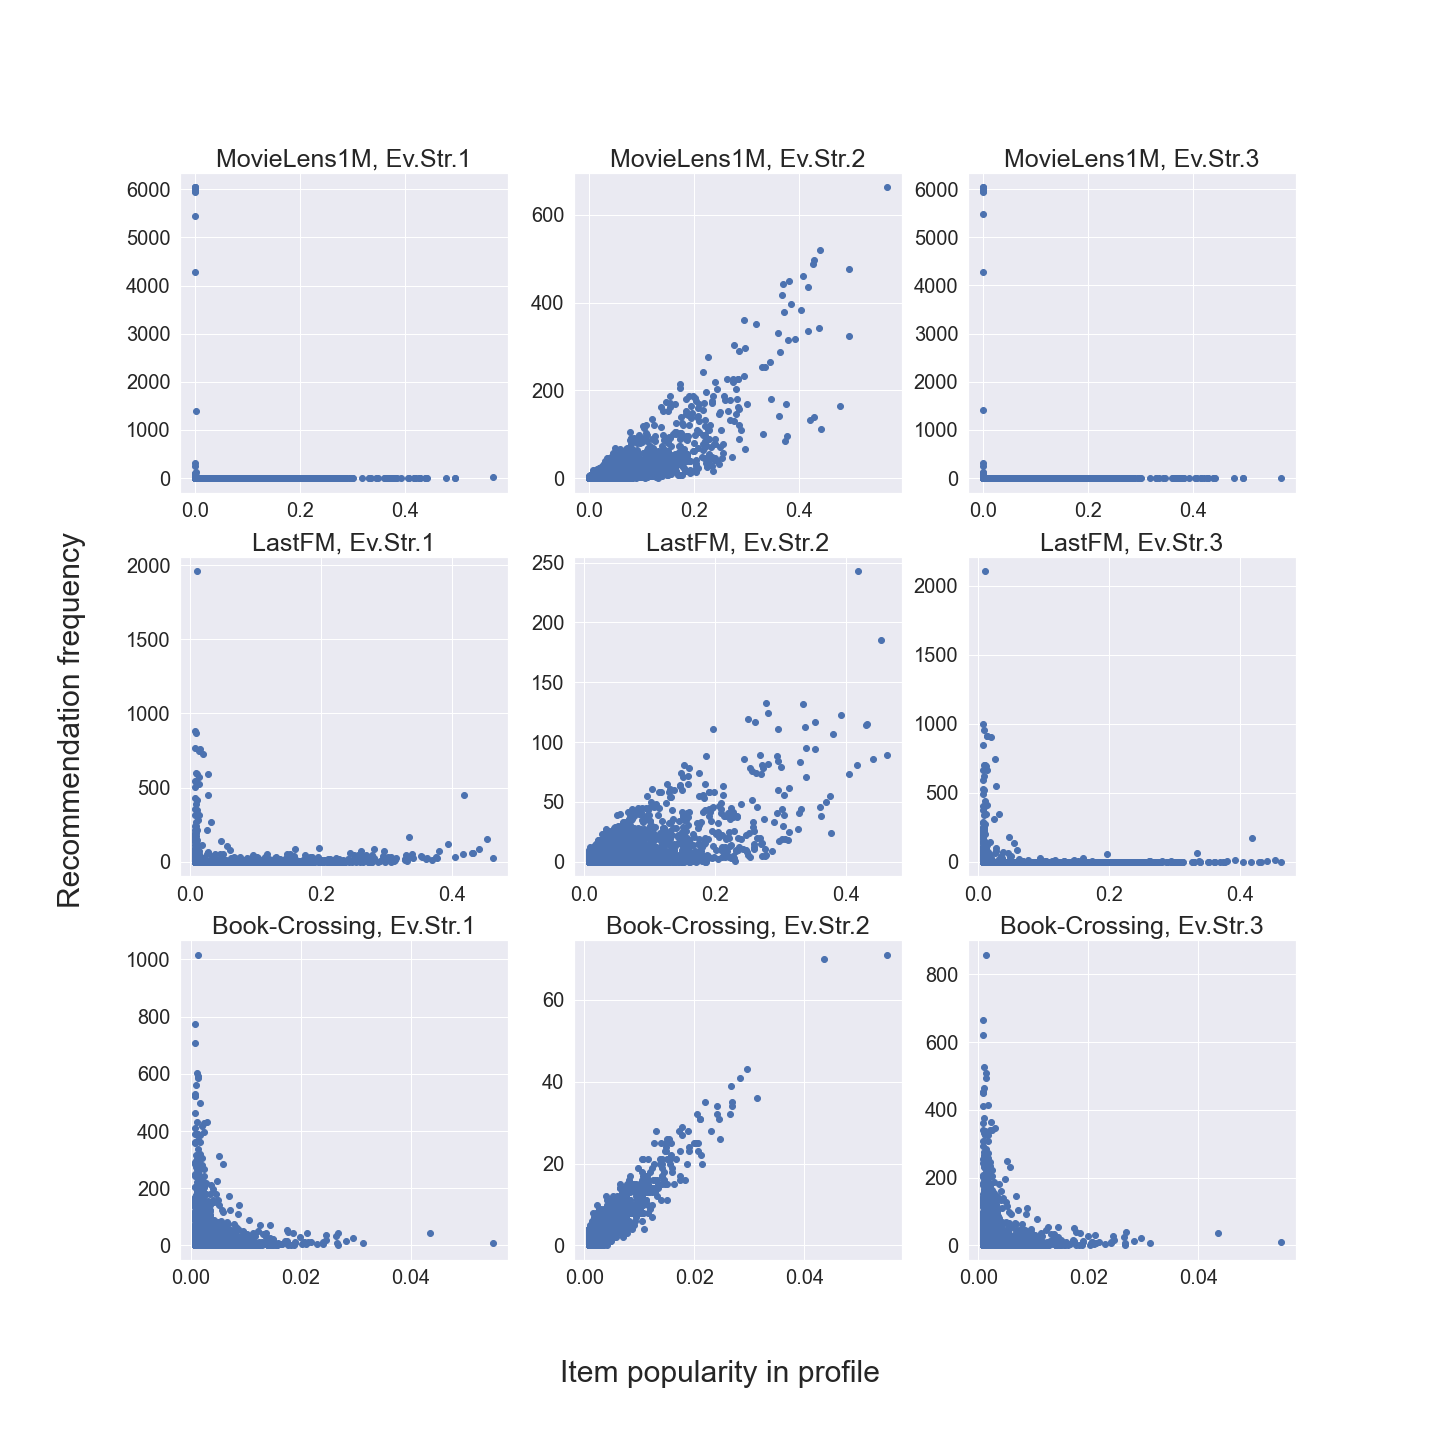 MovieLens1M, Ev.Str.1
MovieLens1M, Ev.Str.2
MovieLens1M, Ev.Str.3
6000
5000
4000
3000
2000
1000
0
0.0 0.2 0.4
600
400
200
0
0.0 0.2 0.4
6000
5000
4000
3000
2000
1000
0
0.0 0.2 0.4
LastFM, Ev.Str.1
LastFM, Ev.Str.2
LastFM, Ev.Str.3
2000
1500
1000
500
0
0.0 0.2 0.4
250
200
150
100
50
0
0.0 0.2 0.4
2000
1500
1000
500
0
0.0 0.2 0.4
Book-Crossing, Ev.Str.1
Book-Crossing, Ev.Str.2
Book-Crossing, Ev.Str.3
1000
800
600
400
200
0
0.00 0.02 0.04
60
40
20
0
0.00 0.02 0.04
800
600
400
200
0
0.00 0.02 0.04
Recommendation frequency
Item popularity in profile